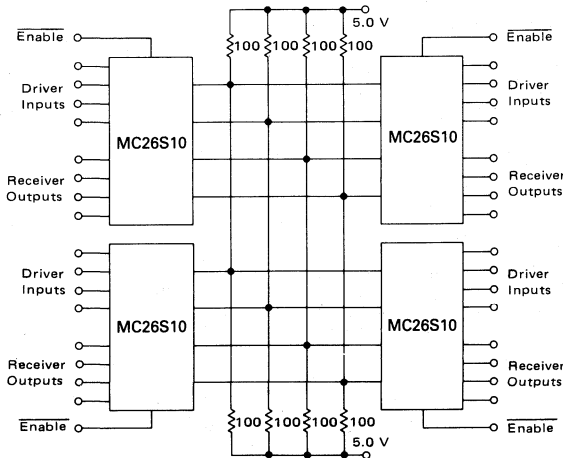 5.0 V
Enable
Enable
100 100 100 100
Driver
Inputs
Driver
Inputs
MC26S10
MC26S10
Receiver
Outputs
Receiver
Outputs
Driver
Inputs
Driver
Inputs
MC26S10
MC26S10
Receiver
Outputs
Receiver
Outputs
100 100 100 100
Enable
Enable
5.0 V